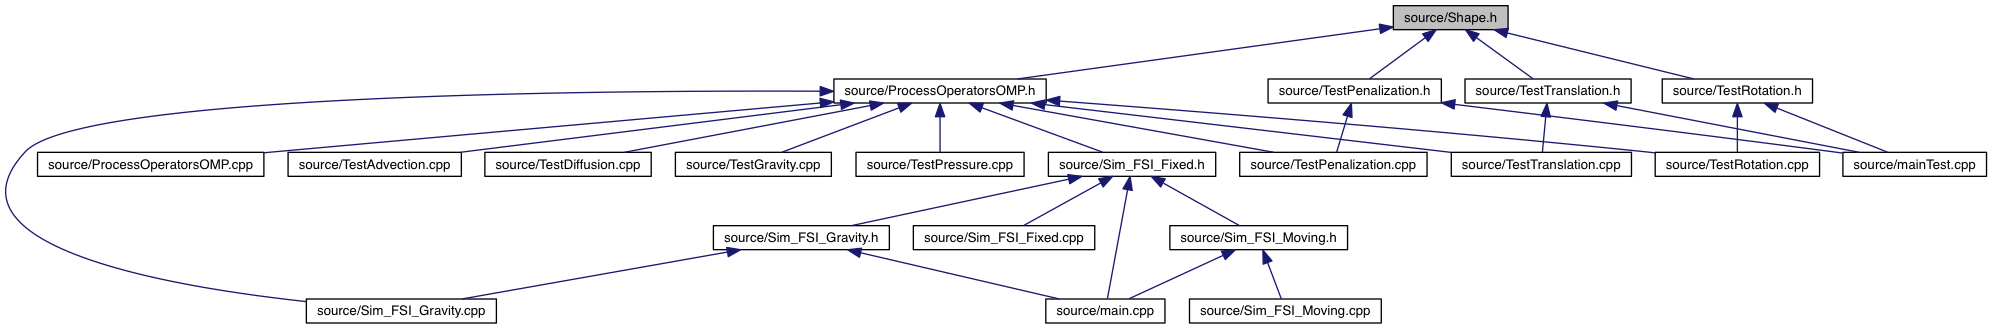 source/Shape.h
source/ProcessOperatorsOMP.h
source/TestPenalization.h
source/TestTranslation.h
source/TestRotation.h
source/ProcessOperatorsOMP.cpp
source/TestAdvection.cpp
source/TestDiffusion.cpp
source/TestGravity.cpp
source/TestPressure.cpp
source/Sim_FSI_Fixed.h
source/TestPenalization.cpp
source/TestTranslation.cpp
source/TestRotation.cpp
source/mainTest.cpp
source/Sim_FSI_Gravity.h
source/Sim_FSI_Fixed.cpp
source/Sim_FSI_Moving.h
source/Sim_FSI_Gravity.cpp
source/main.cpp
source/Sim_FSI_Moving.cpp